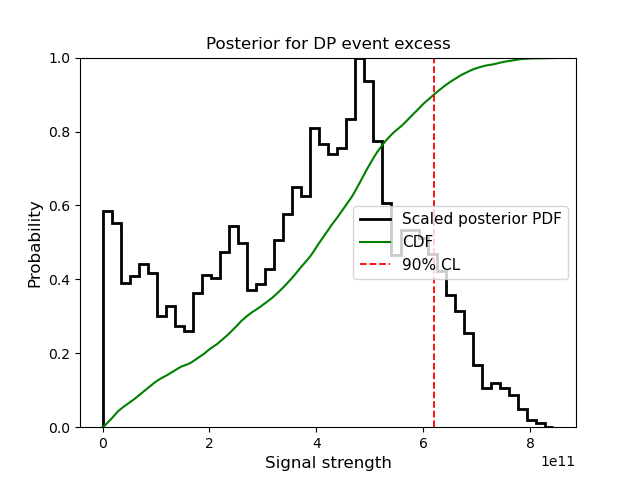 Posterior for DP event excess
1.0
0.8
0.6
0.4
0.2
0.0
Probability
Scaled posterior PDF
CDF
90% CL
0
2
4
6
8
1e11
Signal strength